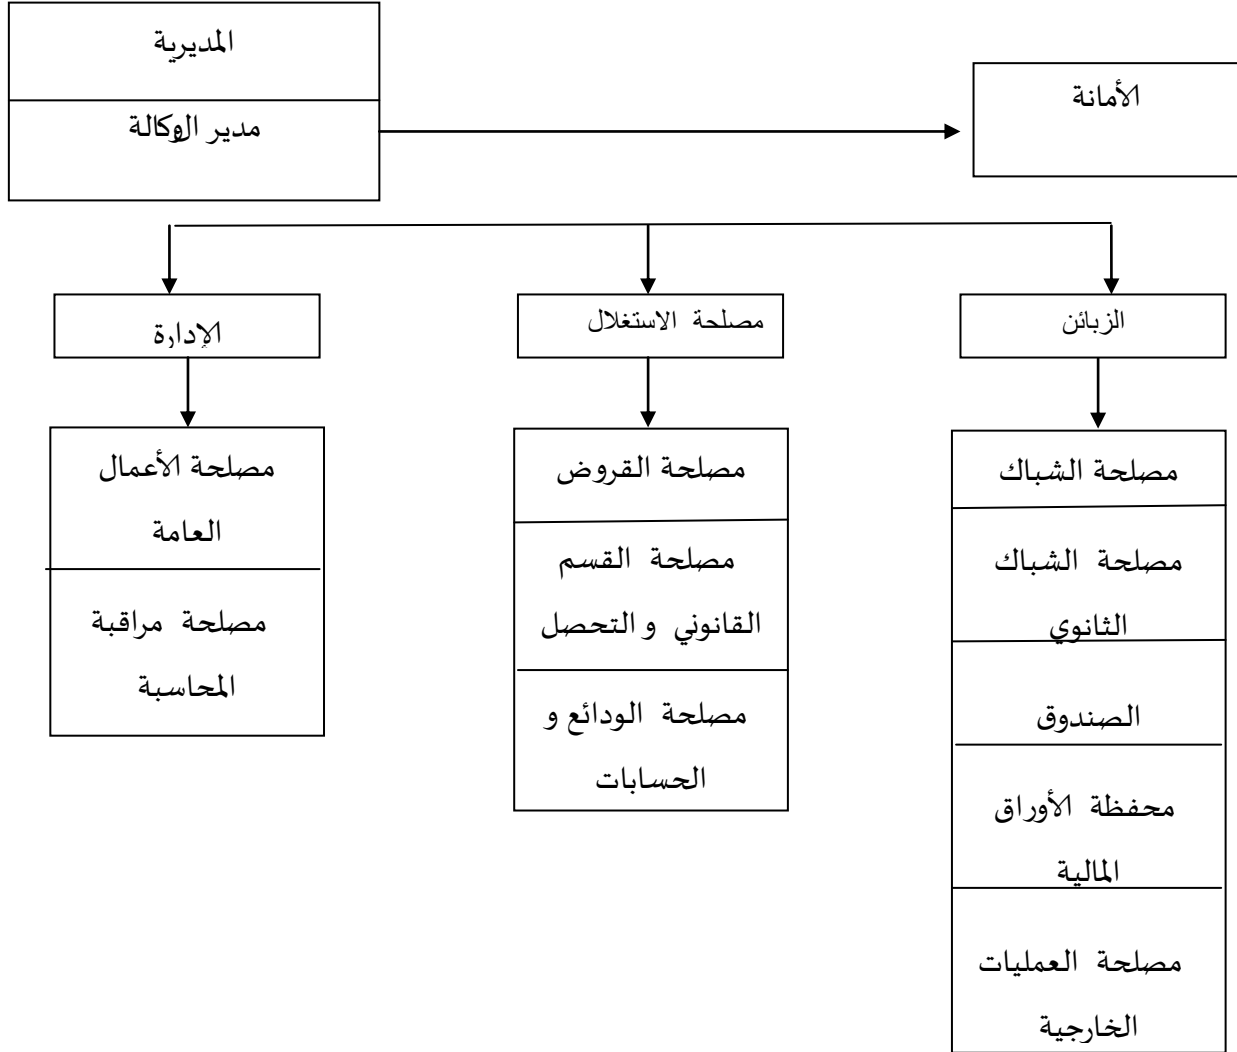 المديرية
مدير الوكالة
الأمانة
الزبائن
مصلحة الاستغلال
الإدارة
مصلحة الشباك
مصلحة الشباك
الثانوي
الصندوق
محفظة الأوراق
المالية
مصلحة العمليات
الخارجية
مصلحة القروض
مصلحة القسم
القانوني و التحصل
مصلحة الودائع و
الحسابات
مصلحة الأعمال
العامة
مصلحة مراقبة
المحاسبة